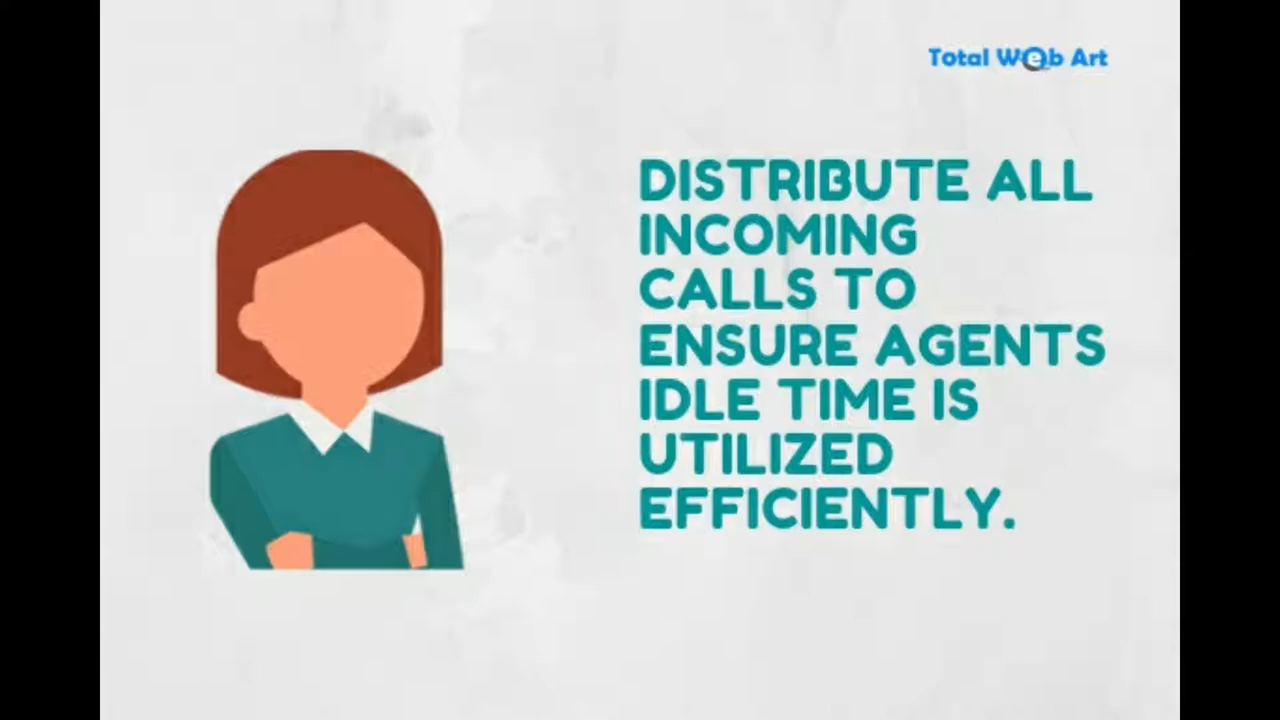 Total Web Art
DISTRIBUTE ALL
INCOMING
CALLS TO
ENSURE AGENTS
IDLE TIME IS
UTILIZED
EFFICIENTLY.